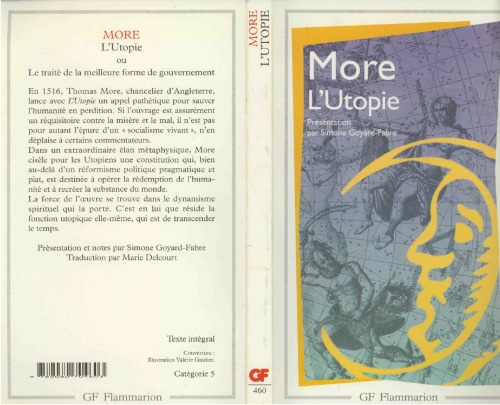 MORE
L'Utopie
ou
Le traité de la meilleure forme de gouvernement
En 1516, Thomas More, chancelier d'Angleterre,
lance avec L'Utopie un appel pathétique pour sauver
l'humanité en perdition. Si l'ouvrage est assurément
un réquisitoire contre la misère et le mal, il n'est pas
pour autant l'épure d'un « socialisme vivant », n'en
déplaise à certains commentateurs.
Dans un extraordinaire élan métaphysique, More
cisèle pour les Utopiens une constitution qui, bien
au-delà d'un réformisme politique pragmatique et
plat, est destinée à opérer la rédemption de l'huma-
nité et à recréer la substance du monde.
La force de l'œuvre se trouve dans le dynamisme
spirituel qui la porte. C'est en lui que réside la
fonction utopique elle-même, qui est de transcender
le temps.
Présentation et notes par Simone Goyard-Fabre
Traduction par Marie Delcourt
Texte intégral
Couverture :
Illustration Valérie Gautier.
Catégorie 5
GF Flammarion
MORE
L'UTOPIE
GF
460
More
L'Utopie
Présentation
par Simone Goyard-Fabre
GF Flammarion